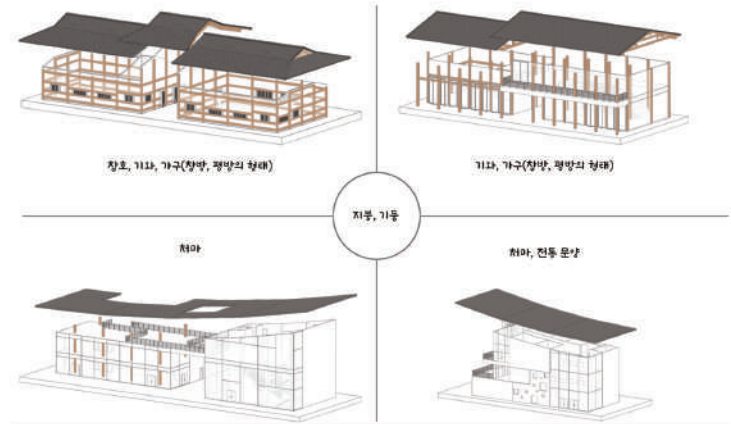 창호, 기와, 가구(창방, 평방의 형태)
기와, 가구(창방, 평방의 형태)
지붕, 기둥
처마
처마, 전통 문양